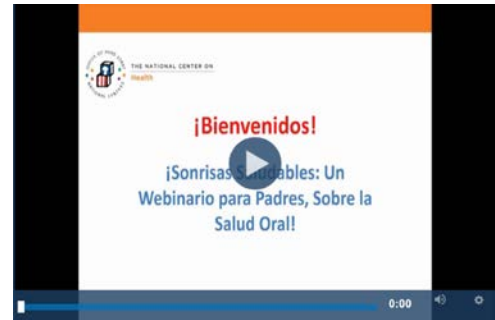 THE NATIONAL CENTER ON
Health
¡Bienvenidos!
¡Sonrisas Saludables: Un
Webinario para Padres, Sobre la
Salud Oral!
0:00